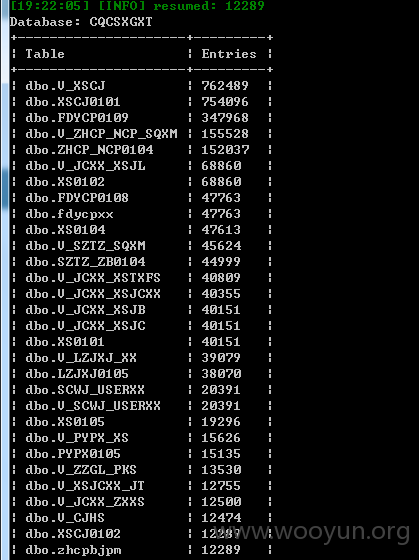 [19:22:05] [INFO] resumed: 12289
Database: CQCSXGXT
+---------------------+---------+
| Table | Entries |
+---------------------+---------+
| dbo.V_XSCJ | 762489 |
| dbo.XSCJ0101 | 754096 |
| dbo.FDYCP0109 | 347968 |
| dbo.V_ZHCP_NCP_SQXM | 155528 |
| dbo.ZHCP_NCP0104 | 152037 |
| dbo.V_JCXX_XSJL | 68860 |
| dbo.XS0102 | 68860 |
| dbo.FDYCP0108 | 47763 |
| dbo.fdycpxx | 47763 |
| dbo.XS0104 | 47613 |
| dbo.V_SZTZ_SQXM | 45624 |
| dbo.SZTZ_ZB0104 | 44999 |
| dbo.V_JCXX_XSTXFS | 40809 |
| dbo.V_JCXX_XSJCXX | 40355 |
| dbo.V_JCXX_XSJB | 40151 |
| dbo.V_JCXX_XSJC | 40151 |
| dbo.XS0101 | 40151 |
| dbo.V_LZJXJ_XX | 39079 |
| dbo.LZJXJ0105 | 38070 |
| dbo.SCWJ_USERXX | 20391 |
| dbo.V_SCWJ_USERXX | 20391 |
| dbo.XS0105 | 19296 |
| dbo.V_PYPX_XS | 15626 |
| dbo.PYPX0105 | 15135 |
| dbo.V_ZZGL_PKS | 13530 |
| dbo.V_XSJCXX_JT | 12755 |
| dbo.V_JCXX_ZXXS | 12500 |
| dbo.V_CJHS | 12474 |
| dbo.XSCJ0102 | 12289 |
| dbo.zhcpbjpm | 12289 |
www.wooyun.org